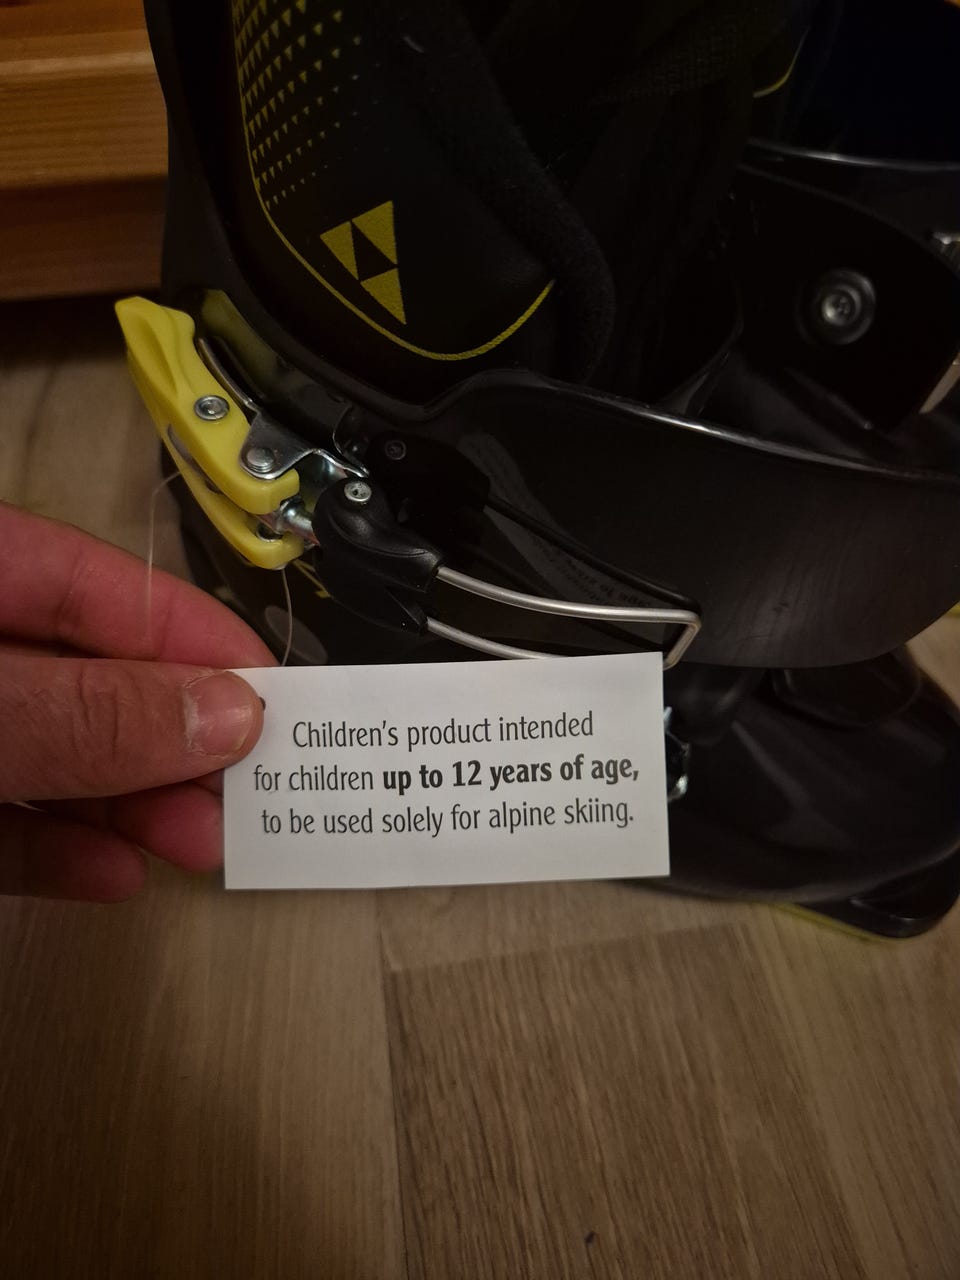 Children's product intended
for children up to 12 years of age,
to be used solely for alpine skiing.